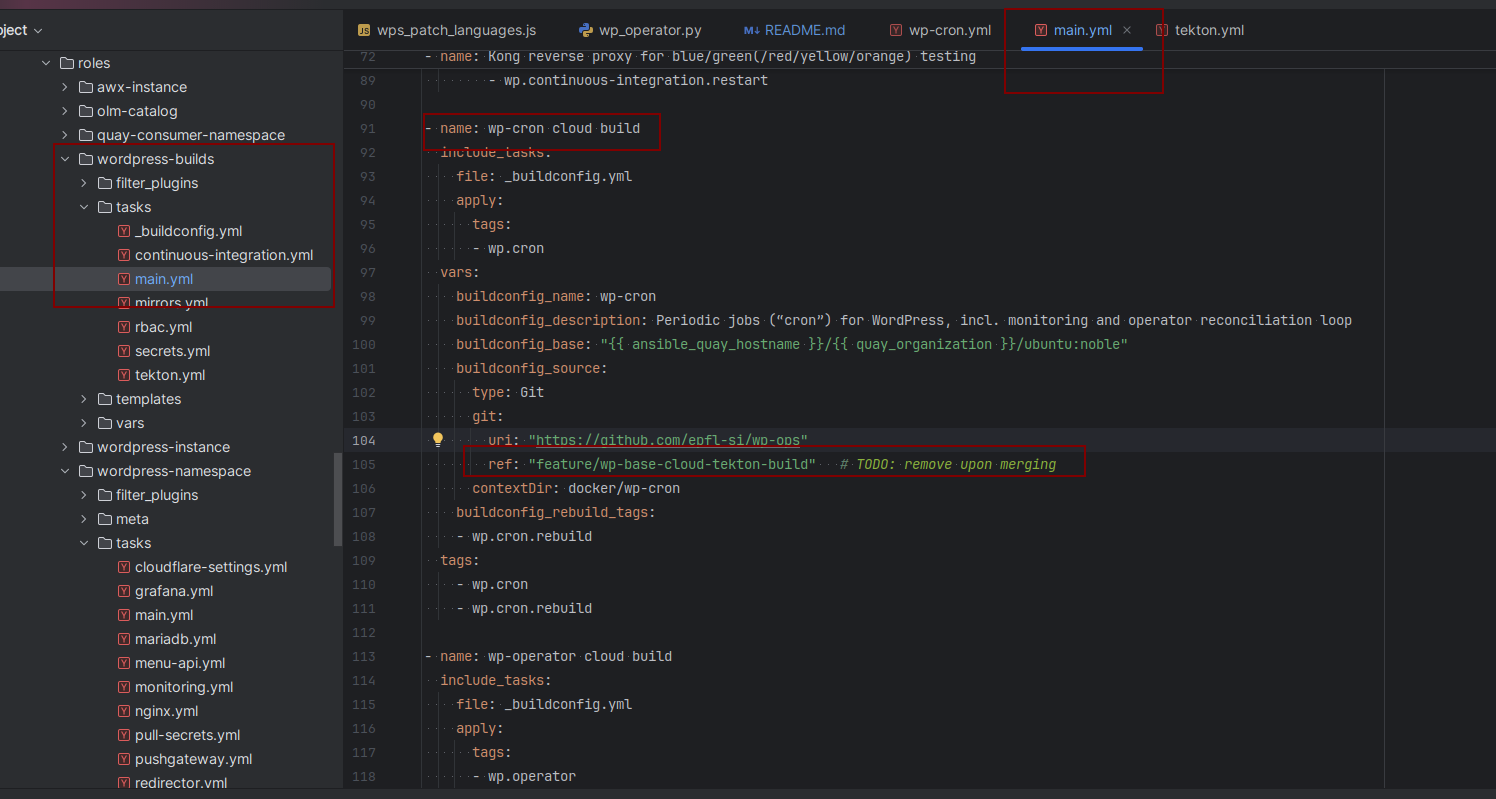 oject
roles
awx-instance
olm-catalog
quay-consumer-namespace
wordpress-builds
filter_plugins
tasks
_buildconfig.yml
continuous-integration.yml
main.yml
mirrors.yml
rbac.yml
secrets.yml
tekton.yml
templates
vars
wordpress-instance
wordpress-namespace
filter_plugins
meta
tasks
cloudflare-settings.yml
grafana.yml
main.yml
mariadb.yml
menu-api.yml
monitoring.yml
nginx.yml
pull-secrets.yml
pushgateway.yml
redirector.yml
JS wps_patch_languages.js wp_operator.py M↓ README.md Y wp-cron.yml Y main.yml × Y tekton.yml
72 - name: Kong reverse proxy for blue/green(/red/yellow/orange) testing
89 - wp.continuous-integration.restart
90
91 - name: wp-cron cloud build
92 include_tasks:
93 file: _buildconfig.yml
94 apply:
95 tags:
96 - wp.cron
97 vars:
98 buildconfig_name: wp-cron
99 buildconfig_description: Periodic jobs (“cron”) for WordPress, incl. monitoring and operator reconciliation loop
100 buildconfig_base: "{{ ansible_quay_hostname }}/{{ quay_organization }}/ubuntu:noble"
101 buildconfig_source:
102 type: Git
103 git:
104 uri: "https://github.com/epfl-si/wp-ops"
105 ref: "feature/wp-base-cloud-tekton-build" # TODO: remove upon merging
106 contextDir: docker/wp-cron
107 buildconfig_rebuild_tags:
108 - wp.cron.rebuild
109 tags:
110 - wp.cron
111 - wp.cron.rebuild
112
113 - name: wp-operator cloud build
114 include_tasks:
115 file: _buildconfig.yml
116 apply:
117 tags:
118 - wp.operator